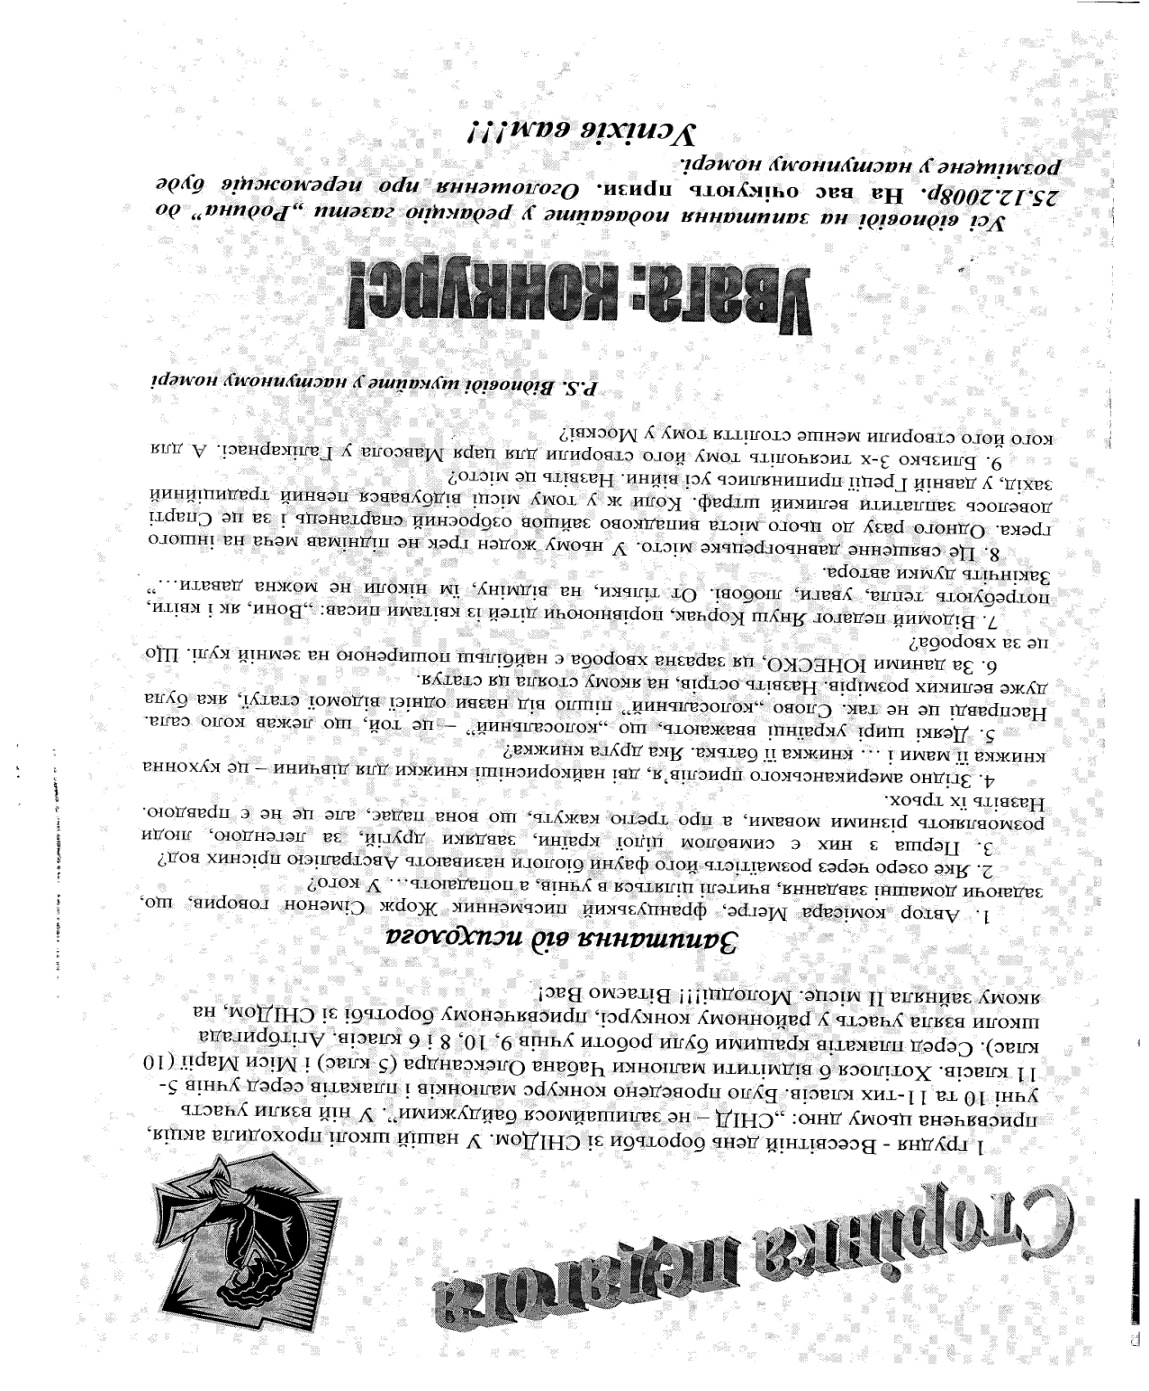 Сторінка педагога
1 грудня - Всесвітній день боротьби зі СНІДом. У нашій школі проходила акція,
присвячена цьому дню: „СНІД – не залишаймося байдужими”. У ній взяли участь
учні 10 та 11-тих класів. Було проведено конкурс малюнків і плакатів серед учнів 5-
11 класів. Хотілося б відмітити малюнки Чабана Олександра (5 клас) і Миси Марії (10
клас). Серед плакатів кращими були роботи учнів 9, 10, 8 і 6 класів. Агітбригада
школи взяла участь у районному конкурсі, присвяченому боротьбі зі СНІДом, на
якому зайняла ІІ місце. Молодці!!! Вітаємо Вас!
Запитання від психолога
1. Автор комісара Мегре, французький письменник Жорж Сіменон говорив, що,
задаючи домашні завдання, вчителі ціляться в учнів, а попадають… У кого?
2. Яке озеро через розмаїтість його фауни біологи називають Австралією прісних вод?
3. Перша з них є символом цілої країни, завдяки другій, за легендою, люди
розмовляють різними мовами, а про третю кажуть, що вона падає, але це не є правдою.
Назвіть їх трьох.
4. Згідно американського прислів’я, дві найкорисніші книжки для дівчини – це кухонна
книжка її мами і … книжка її батька. Яка друга книжка?
5. Деякі щирі українці вважають, що „колосальний” – це той, що лежав коло сала.
Насправді це не так. Слово „колосальний” пішло від назви однієї відомої статуї, яка була
дуже великих розмірів. Назвіть острів, на якому стояла ця статуя.
6. За даними ЮНЕСКО, ця заразна хвороба є найбільш поширеною на земній кулі. Що
це за хвороба?
7. Відомий педагог Януш Корчак, порівнюючи дітей із квітами писав: „Вони, як і квіти,
потребують тепла, уваги, любові. От тільки, на відміну, їм ніколи не можна давати…”
Закінчіть думки автора.
8. Це священне давньогрецьке місто. У ньому жоден грек не піднімав меча на іншого
грека. Одного разу до цього міста випадково зайшов озброєний спартанець і за це Спарті
довелось заплатити великий штраф. Коли ж у тому місці відбувався певний традиційний
захід, у давній Греції припинялись усі війни. Назвіть це місто?
9. Близько 3-х тисячоліть тому його створили для царя Мавсола у Галікарнасі. А для
кого його створили менше століття тому у Москві?
P.S. Відповіді шукайте у наступному номері
Увага: конкурс!
Усі відповіді на запитання подавайте у редакцію газети „Родина” до
25.12.2008р. На вас очікують призи. Оголошення про переможців буде
розміщене у наступному номері.
Успіхів вам!!!